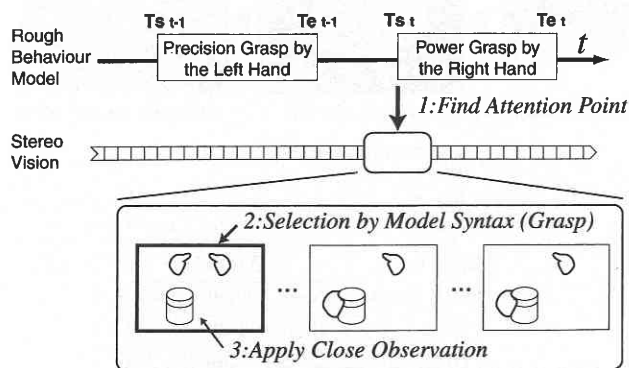 Ts t-1 Te t-1 Ts t Te t
Rough
Behaviour
Model
Precision Grasp by
the Left Hand
Power Grasp by
the Right Hand
t
1:Find Attention Point
Stereo
Vision
2:Selection by Model Syntax (Grasp)
... ...
3:Apply Close Observation